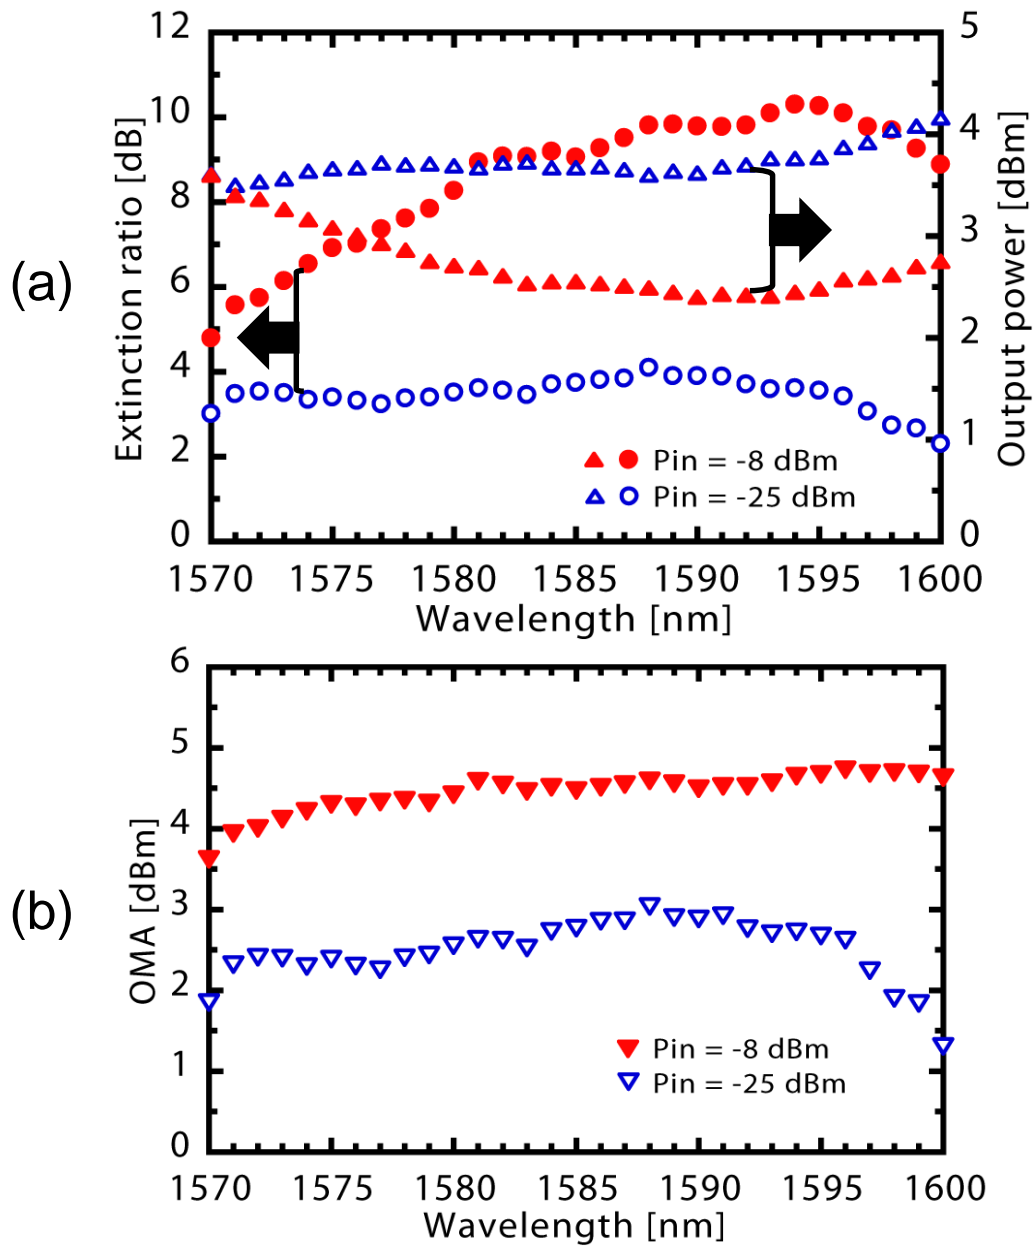 (a)
Extinction ratio [dB]
12
10
8
6
4
2
0
5
4
3
2
1
0
Output power [dBm]
Pin = -8 dBm
Pin = -25 dBm
1570 1575 1580 1585 1590 1595 1600
Wavelength [nm]
(b)
OMA [dBm]
6
5
4
3
2
1
0
Pin = -8 dBm
Pin = -25 dBm
1570 1575 1580 1585 1590 1595 1600
Wavelength [nm]